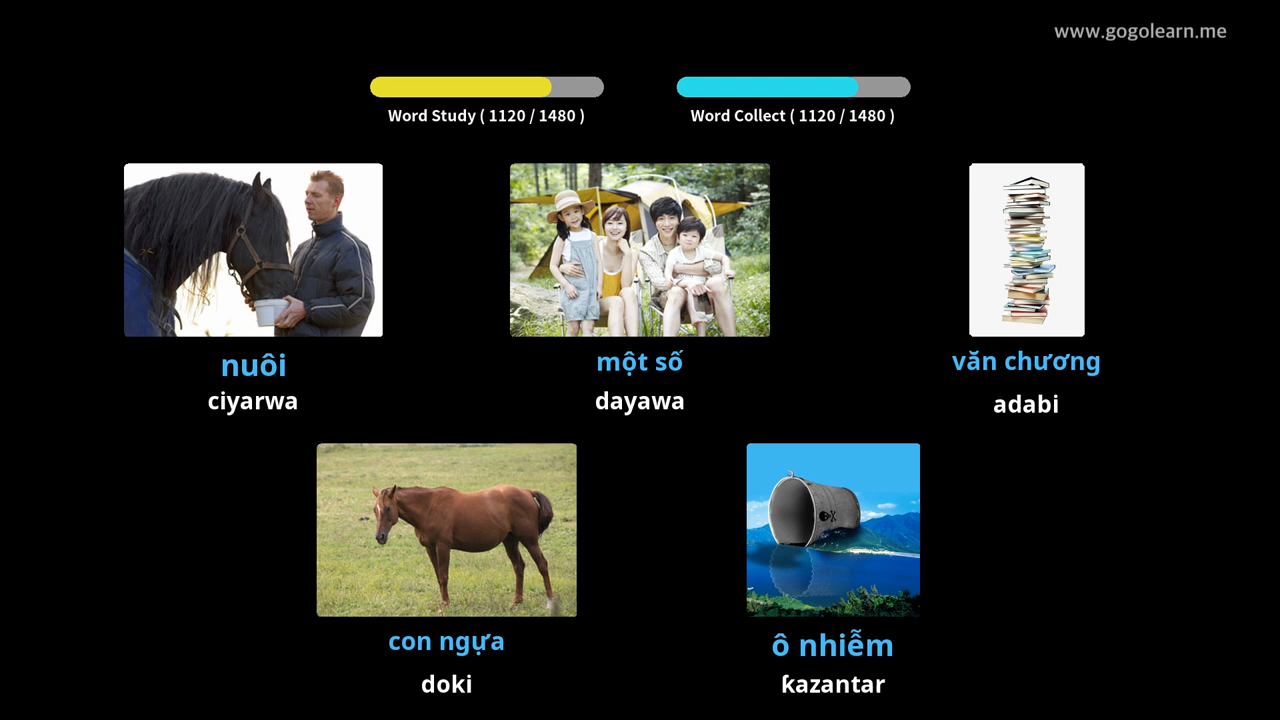 www.gogolearn.me
Word Study ( 1120 / 1480 )
Word Collect ( 1120 / 1480 )
nuôi
ciyarwa
một số
dayawa
văn chương
adabi
con ngựa
doki
ô nhiễm
ƙazantar